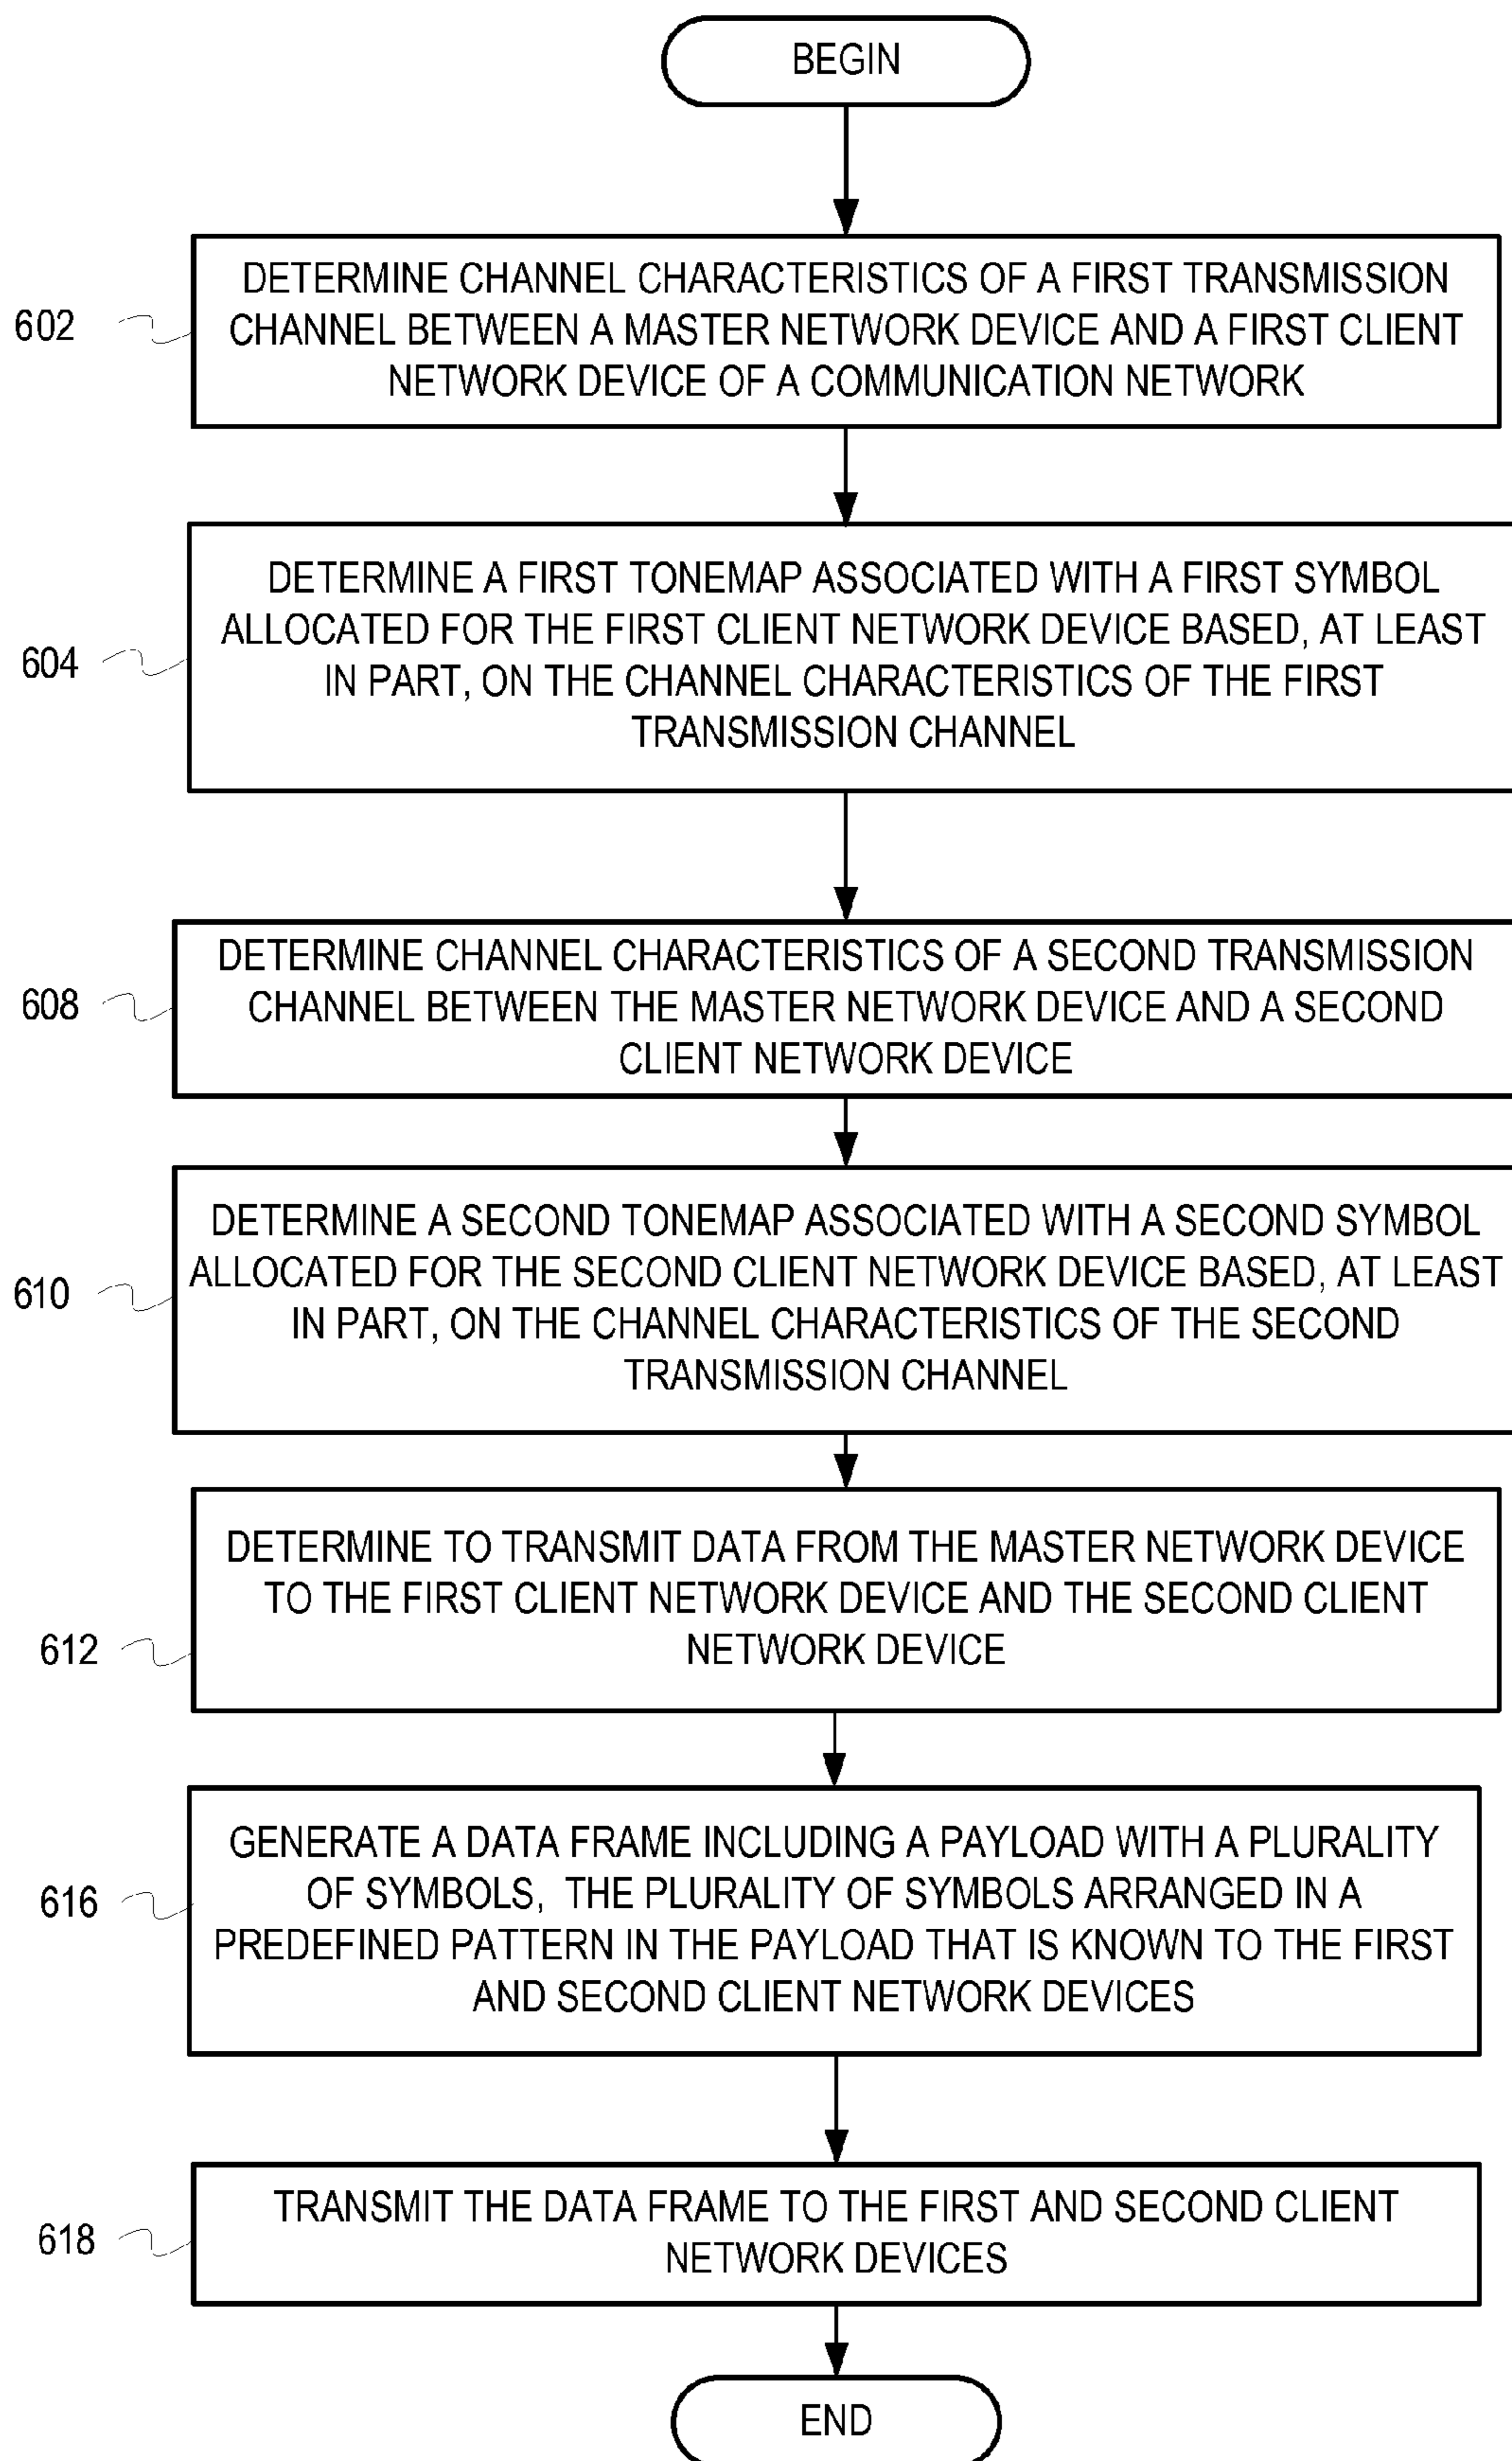 BEGIN
DETERMINE CHANNEL CHARACTERISTICS OF A FIRST TRANSMISSION
CHANNEL BETWEEN A MASTER NETWORK DEVICE AND A FIRST CLIENT
NETWORK DEVICE OF A COMMUNICATION NETWORK
602
DETERMINE A FIRST TONEMAP ASSOCIATED WITH A FIRST SYMBOL
ALLOCATED FOR THE FIRST CLIENT NETWORK DEVICE BASED, AT LEAST
IN PART, ON THE CHANNEL CHARACTERISTICS OF THE FIRST
TRANSMISSION CHANNEL
604
DETERMINE CHANNEL CHARACTERISTICS OF A SECOND TRANSMISSION
CHANNEL BETWEEN THE MASTER NETWORK DEVICE AND A SECOND
CLIENT NETWORK DEVICE
608
DETERMINE A SECOND TONEMAP ASSOCIATED WITH A SECOND SYMBOL
ALLOCATED FOR THE SECOND CLIENT NETWORK DEVICE BASED, AT LEAST
IN PART, ON THE CHANNEL CHARACTERISTICS OF THE SECOND
TRANSMISSION CHANNEL
610
DETERMINE TO TRANSMIT DATA FROM THE MASTER NETWORK DEVICE
TO THE FIRST CLIENT NETWORK DEVICE AND THE SECOND CLIENT
NETWORK DEVICE
612
GENERATE A DATA FRAME INCLUDING A PAYLOAD WITH A PLURALITY
OF SYMBOLS, THE PLURALITY OF SYMBOLS ARRANGED IN A
PREDEFINED PATTERN IN THE PAYLOAD THAT IS KNOWN TO THE FIRST
AND SECOND CLIENT NETWORK DEVICES
616
TRANSMIT THE DATA FRAME TO THE FIRST AND SECOND CLIENT
NETWORK DEVICES
618
END